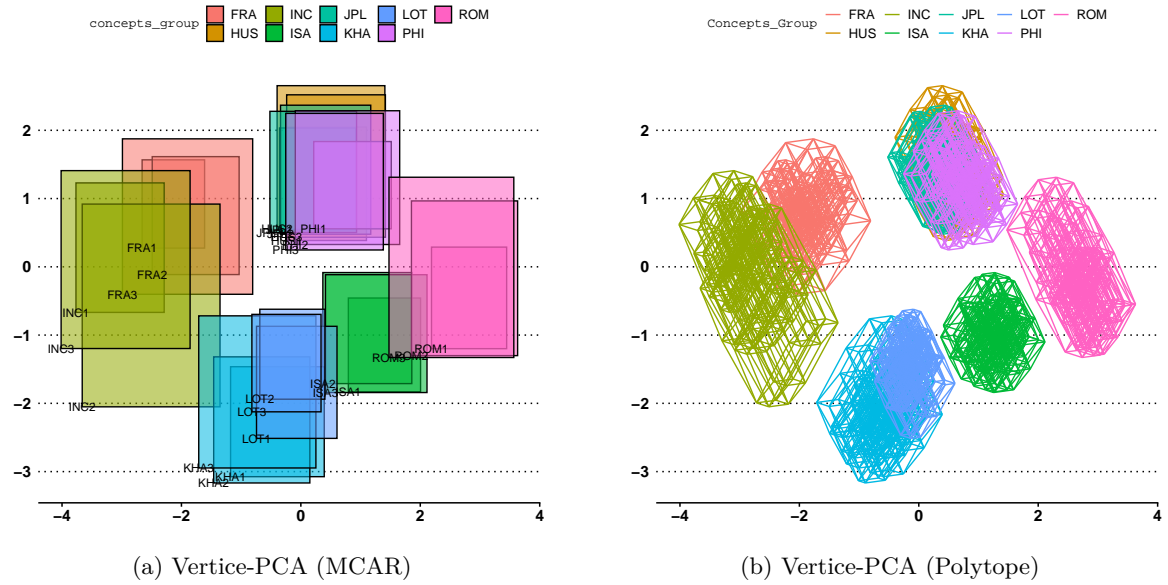 concepts_group
FRA INC JPL LOT ROM
HUS ISA KHA PHI
2
1
0
−1
−2
−3
PHI1
PHI3
FRA1
FRA2
FRA3
INC1
INC3
INC2
ROM1
ROM2
ROM3
ISA2
ISA3
LOT2
LOT3
LOT1
KHA3
KHA1
KHA2
−4 −2 0 2 4
(a) Vertice-PCA (MCAR)
Concepts_Group
FRA INC JPL LOT ROM
HUS ISA KHA PHI
2
1
0
−1
−2
−3
−4 −2 0 2 4
(b) Vertice-PCA (Polytope)